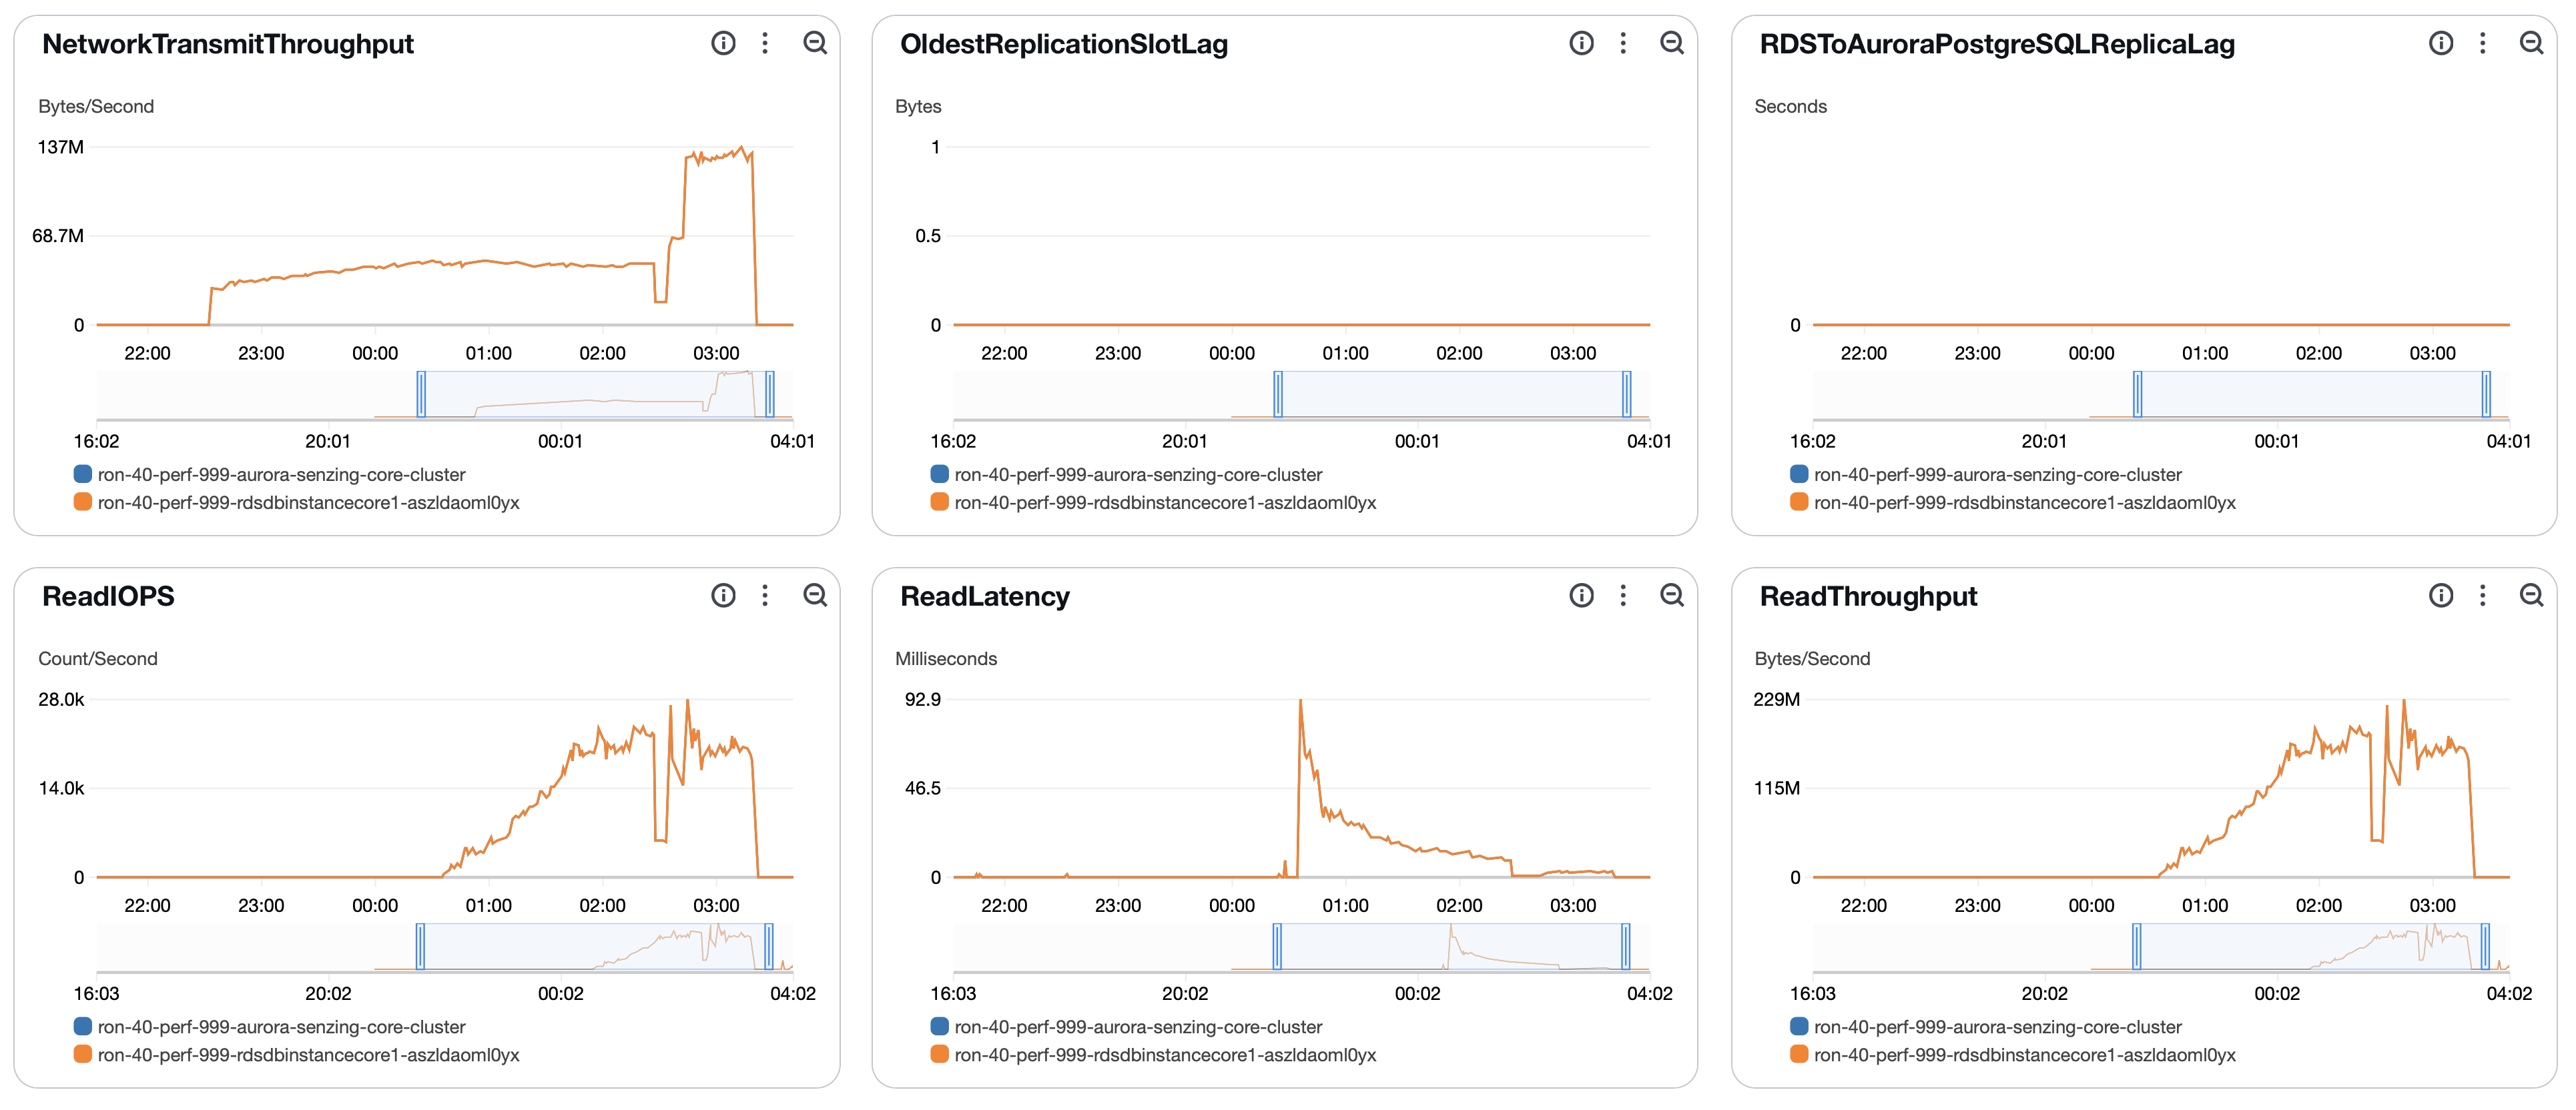 NetworkTransmitThroughput
Bytes/Second
137M
68.7M
0
22:00 23:00 00:00 01:00 02:00 03:00
16:02 20:01 00:01 04:01
ron-40-perf-999-aurora-senzing-core-cluster
ron-40-perf-999-rdsdbinstancecore1-aszldaoml0yx
OldestReplicationSlotLag
Bytes
1
0.5
0
22:00 23:00 00:00 01:00 02:00 03:00
16:02 20:01 00:01 04:01
ron-40-perf-999-aurora-senzing-core-cluster
ron-40-perf-999-rdsdbinstancecore1-aszldaoml0yx
RDSToAuroraPostgreSQLReplicaLag
Seconds
0
22:00 23:00 00:00 01:00 02:00 03:00
16:02 20:01 00:01 04:01
ron-40-perf-999-aurora-senzing-core-cluster
ron-40-perf-999-rdsdbinstancecore1-aszldaoml0yx
ReadIOPS
Count/Second
28.0k
14.0k
0
22:00 23:00 00:00 01:00 02:00 03:00
16:03 20:02 00:02 04:02
ron-40-perf-999-aurora-senzing-core-cluster
ron-40-perf-999-rdsdbinstancecore1-aszldaoml0yx
ReadLatency
Milliseconds
92.9
46.5
0
22:00 23:00 00:00 01:00 02:00 03:00
16:03 20:02 00:02 04:02
ron-40-perf-999-aurora-senzing-core-cluster
ron-40-perf-999-rdsdbinstancecore1-aszldaoml0yx
ReadThroughput
Bytes/Second
229M
115M
0
22:00 23:00 00:00 01:00 02:00 03:00
16:03 20:02 00:02 04:02
ron-40-perf-999-aurora-senzing-core-cluster
ron-40-perf-999-rdsdbinstancecore1-aszldaoml0yx